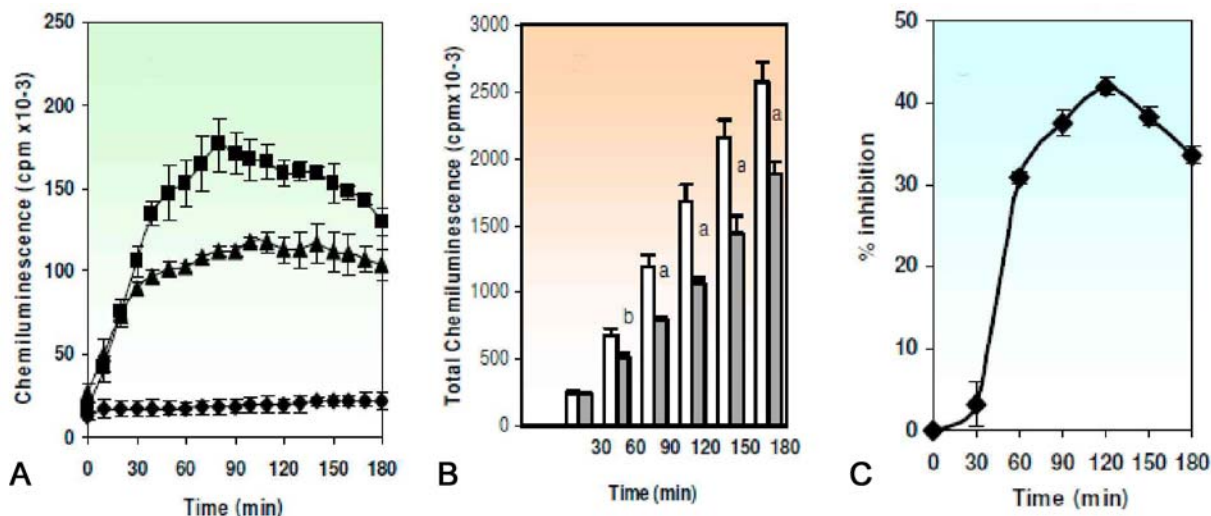 Chemiluminescence (cpm x10-3)
250
200
150
100
50
0
0 30 60 90 120 150 180
Time (min)
A
Total Chemiluminescence (cpmx10-3)
3000
2500
2000
1500
1000
500
0
b
a
a
a
a
30 60 90 120 150 180
Time (min)
B
% inhibition
50
40
30
20
10
0
0 30 60 90 120 150 180
Time (min)
C